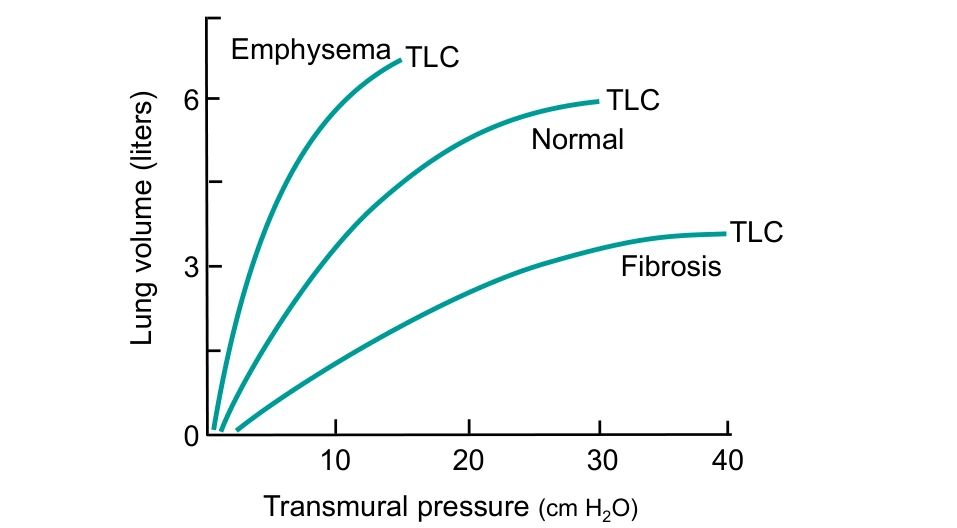 Emphysema
TLC
6
TLC
Normal
Lung volume (liters)
3
TLC
Fibrosis
0
10 20 30 40
Transmural pressure (cm H₂O)